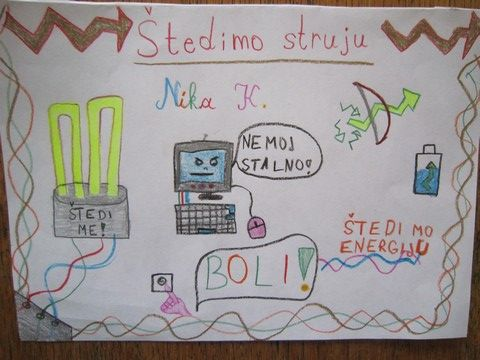 Štedimo struju
Nika K.
NEMOJ
STALNO!
ŠTEDI
ME!
ŠTEDIMO
ENERGIJU
BOLI!